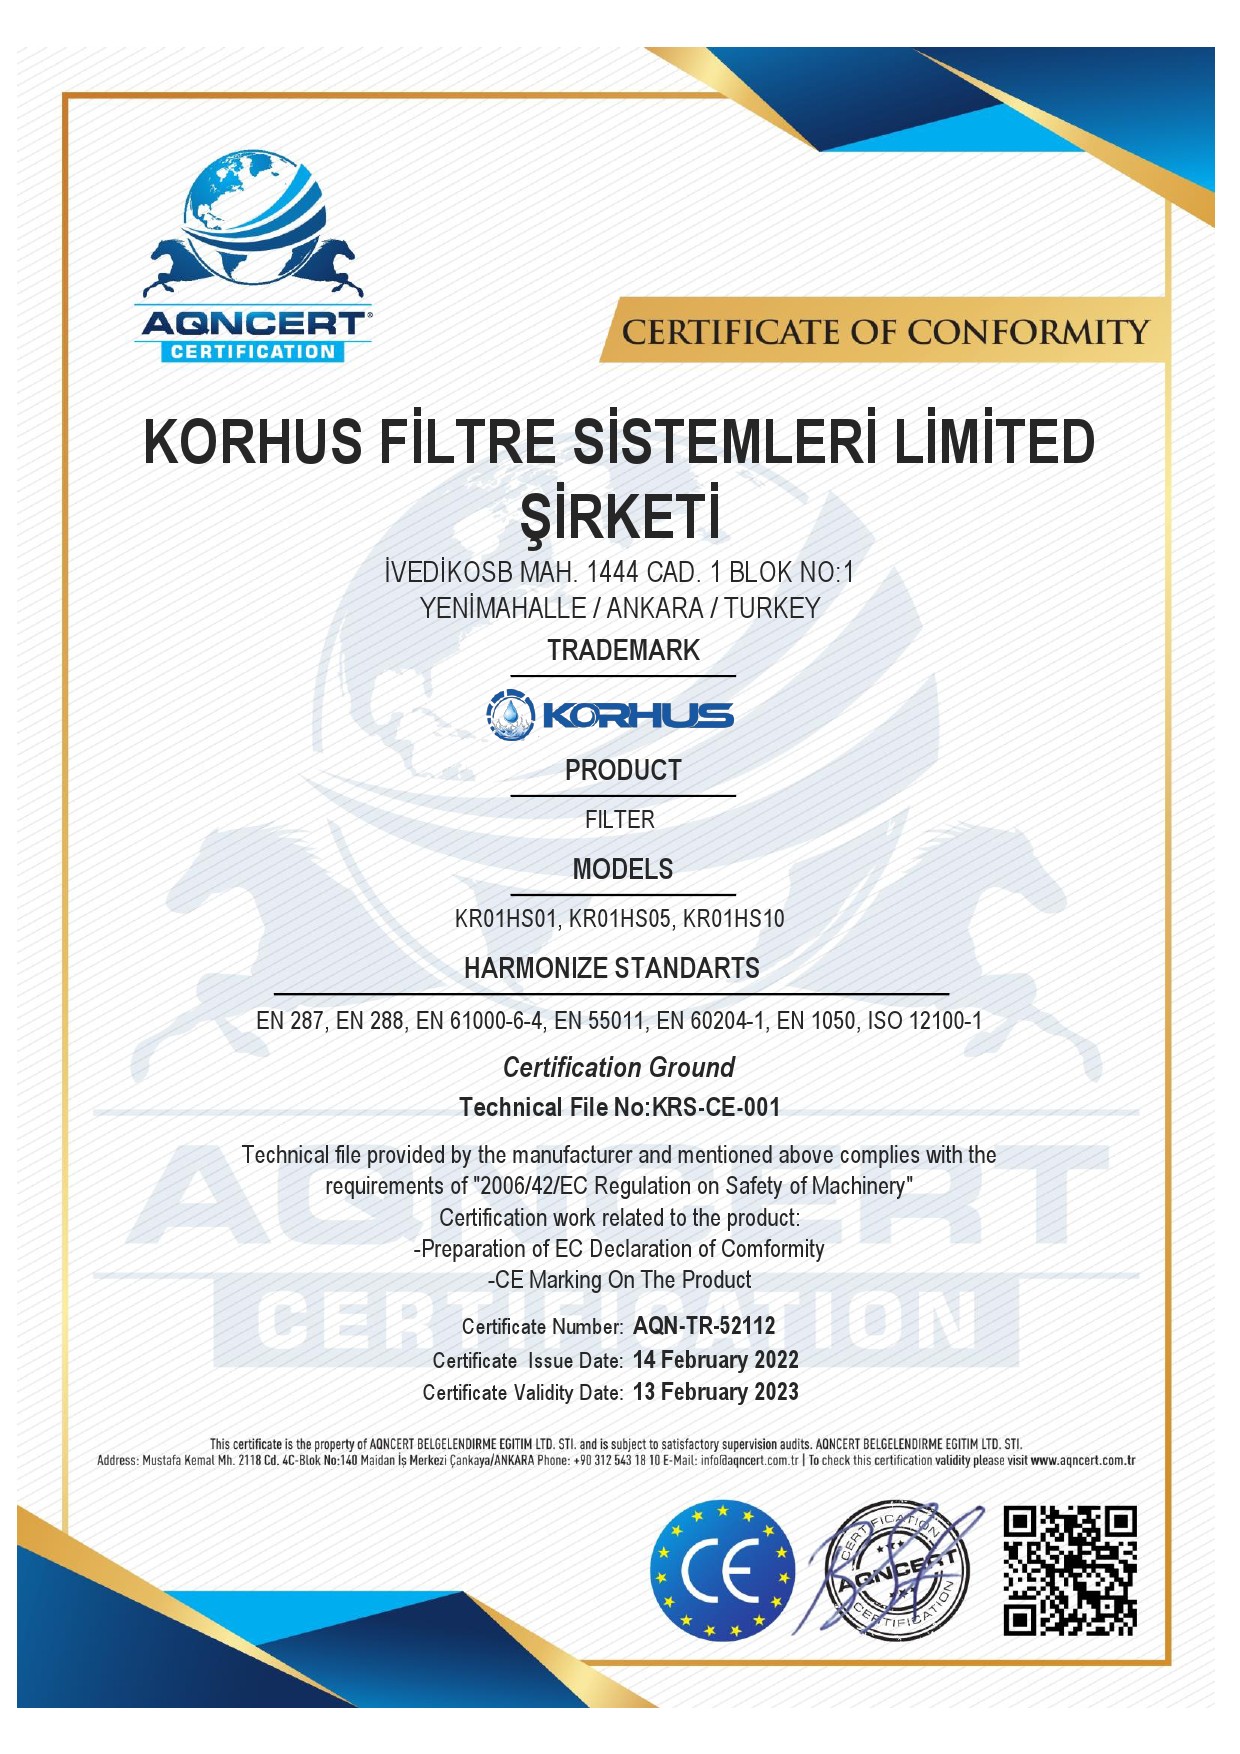 AQNCERT®
CERTIFICATION
CERTIFICATE OF CONFORMITY
KORHUS FİLTRE SİSTEMLERİ LİMİTED
ŞİRKETİ
İVEDİKOSB MAH. 1444 CAD. 1 BLOK NO:1
YENİMAHALLE / ANKARA / TURKEY
TRADEMARK
KORHUS
PRODUCT
FILTER
MODELS
KR01HS01, KR01HS05, KR01HS10
HARMONIZE STANDARTS
EN 287, EN 288, EN 61000-6-4, EN 55011, EN 60204-1, EN 1050, ISO 12100-1
Certification Ground
Technical File No:KRS-CE-001
Technical file provided by the manufacturer and mentioned above complies with the
requirements of "2006/42/EC Regulation on Safety of Machinery"
Certification work related to the product:
-Preparation of EC Declaration of Comformity
-CE Marking On The Product
AQNCERT
CERTIFICATION
Certificate Number: AQN-TR-52112
Certificate Issue Date: 14 February 2022
Certificate Validity Date: 13 February 2023
This certificate is the property of AQNCERT BELGELENDIRME EGITIM LTD. STI. and is subject to satisfactory supervision audits. AQNCERT BELGELENDIRME EGITIM LTD. STI.
Address: Mustafa Kemal Mh. 2118 Cd. 4C-Blok No:140 Maidan İş Merkezi Çankaya/ANKARA Phone: +90 312 543 18 10 E-Mail: info@aqncert.com.tr | To check this certification validity please visit www.aqncert.com.tr
CE
CERTIFICATION
AQNCERT
CERTIFICATION